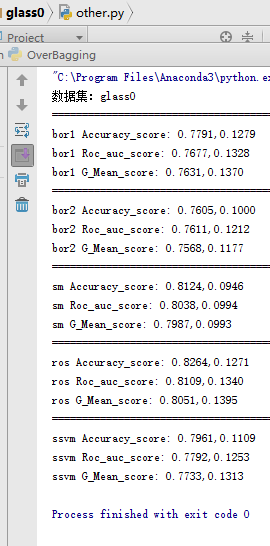 glass0 other.py
Project
OverBagging
"C:\Program Files\Anaconda3\python.ex
数据集: glass0
bor1 Accuracy_score: 0.7791,0.1279
bor1 Roc_auc_score: 0.7677,0.1328
bor1 G_Mean_score: 0.7631,0.1370
bor2 Accuracy_score: 0.7605,0.1000
bor2 Roc_auc_score: 0.7611,0.1212
bor2 G_Mean_score: 0.7568,0.1177
sm Accuracy_score: 0.8124,0.0946
sm Roc_auc_score: 0.8038,0.0994
sm G_Mean_score: 0.7987,0.0993
ros Accuracy_score: 0.8264,0.1271
ros Roc_auc_score: 0.8109,0.1340
ros G_Mean_score: 0.8051,0.1395
ssvm Accuracy_score: 0.7961,0.1109
ssvm Roc_auc_score: 0.7792,0.1253
ssvm G_Mean_score: 0.7733,0.1313
Process finished with exit code 0